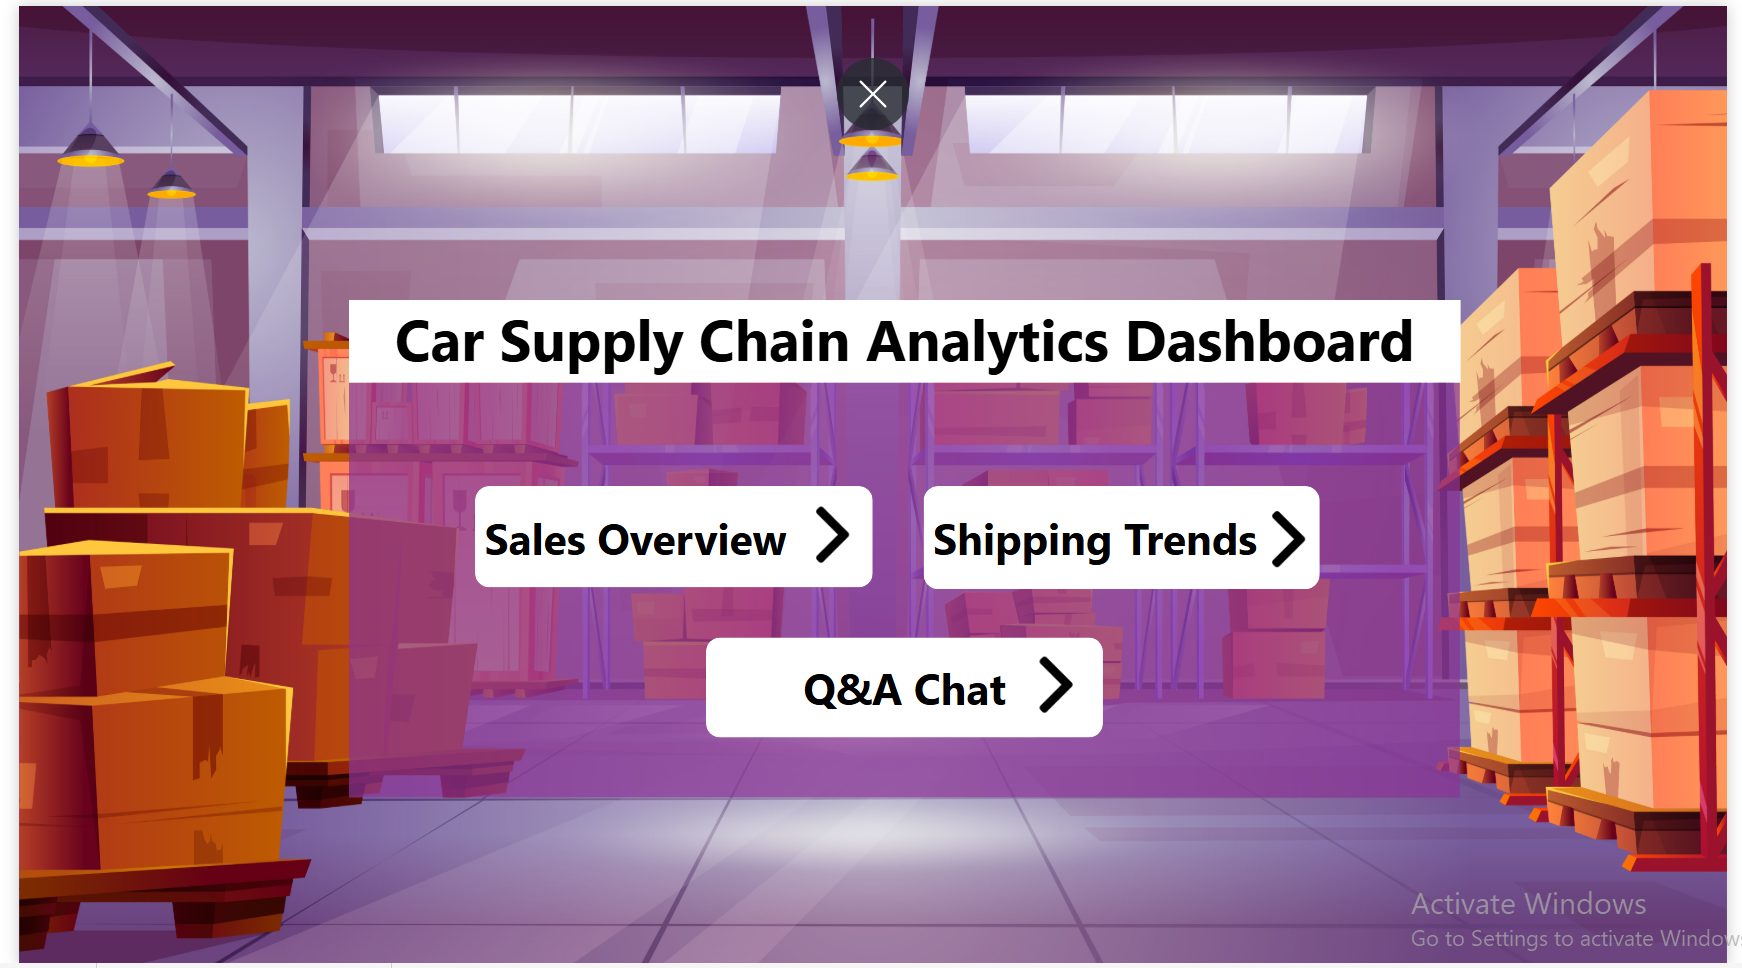 Car Supply Chain Analytics Dashboard
Sales Overview
Shipping Trends
Q&A Chat
Activate Windows
Go to Settings to activate Windows